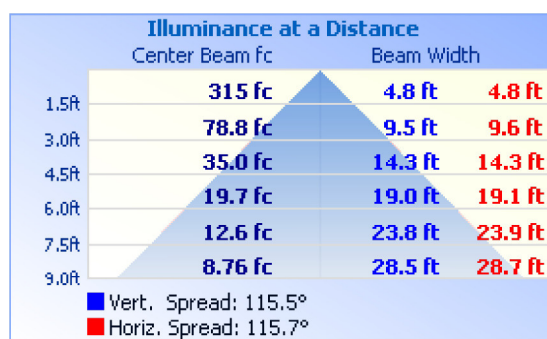 Illuminance at a Distance
Center Beam fc Beam Width
1.5ft 315 fc 4.8 ft 4.8 ft
3.0ft 78.8 fc 9.5 ft 9.6 ft
4.5ft 35.0 fc 14.3 ft 14.3 ft
6.0ft 19.7 fc 19.0 ft 19.1 ft
7.5ft 12.6 fc 23.8 ft 23.9 ft
9.0ft 8.76 fc 28.5 ft 28.7 ft
Vert. Spread: 115.5°
Horiz. Spread: 115.7°